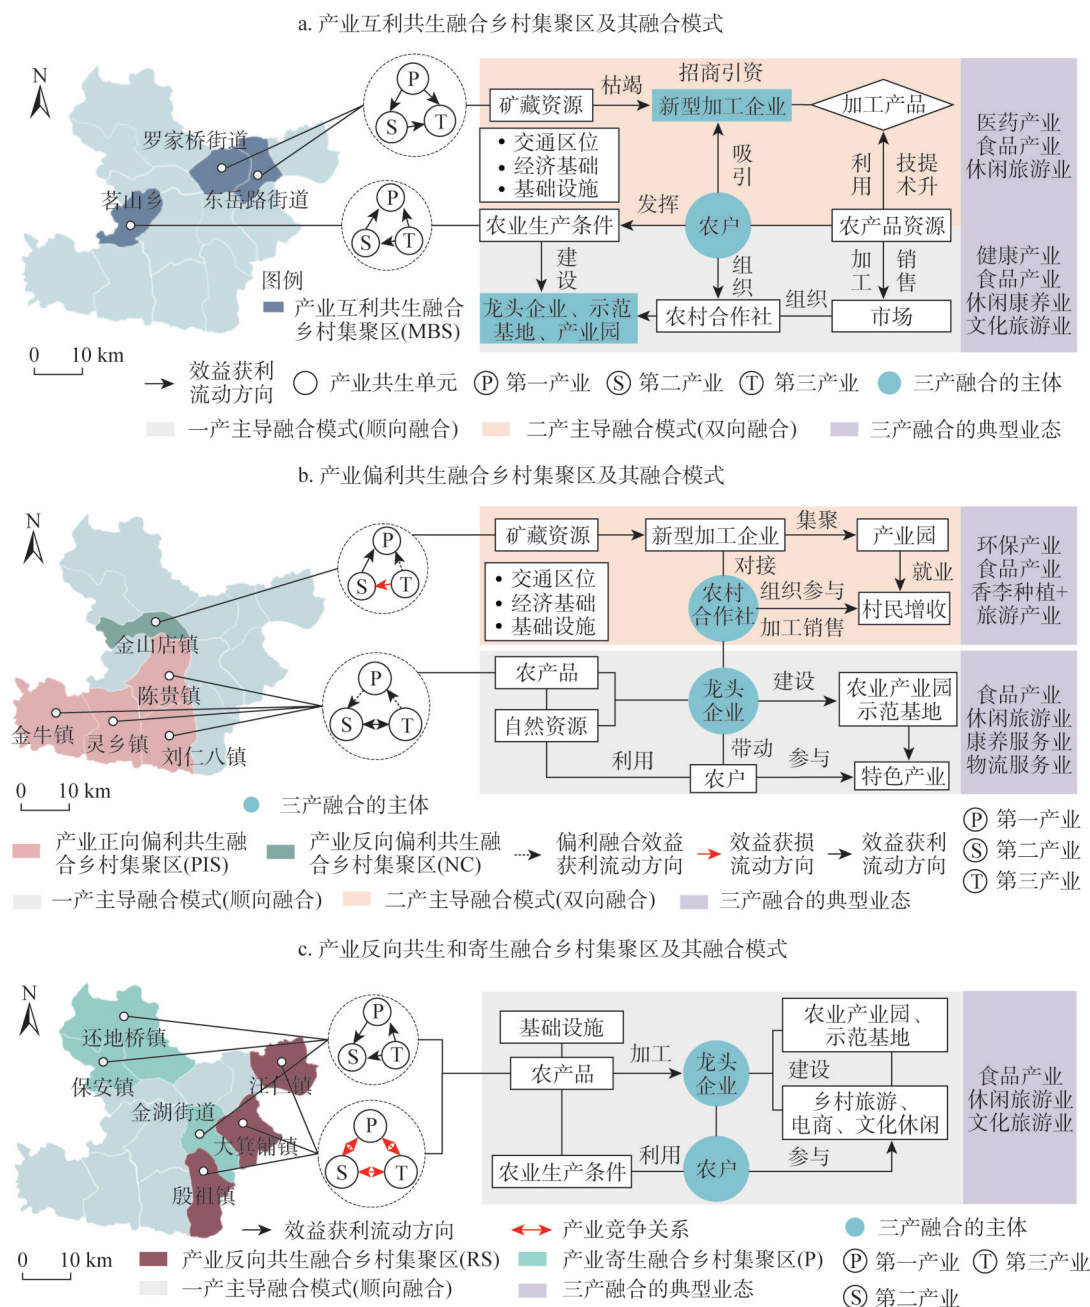 a. 产业互利共生融合乡村集聚区及其融合模式
N
罗家桥街道
东岳路街道
茗山乡
P
S
T
P
S
T
图例
产业互利共生融合
乡村集聚区(MBS)
0 10 km
矿藏资源
枯竭
招商引资
新型加工企业
加工产品
• 交通区位
• 经济基础
• 基础设施
吸引
利用
技术提升
农业生产条件
发挥
农户
农产品资源
建设
组织
加工
销售
龙头企业、示范
基地、产业园
农村合作社
组织
市场
医药产业
食品产业
休闲旅游业
健康产业
食品产业
休闲康养业
文化旅游业
效益获利
流动方向
产业共生单元
P 第一产业
S 第二产业
T 第三产业
三产融合的主体
一产主导融合模式(顺向融合)
二产主导融合模式(双向融合)
三产融合的典型业态
b. 产业偏利共生融合乡村集聚区及其融合模式
N
金山店镇
陈贵镇
金牛镇
灵乡镇
刘仁八镇
0 10 km
P
S
T
P
S
T
矿藏资源
新型加工企业
集聚
产业园
• 交通区位
• 经济基础
• 基础设施
对接
就业
农村
合作社
组织参与
加工销售
村民增收
农产品
自然资源
龙头
企业
建设
农业产业园
示范基地
利用
带动
农户
参与
特色产业
环保产业
食品产业
香李种植+
旅游产业
食品产业
休闲旅游业
康养服务业
物流服务业
三产融合的主体
P 第一产业
S 第二产业
T 第三产业
产业正向偏利共生融
合乡村集聚区(PIS)
产业反向偏利共生融
合乡村集聚区(NC)
偏利融合效益
获利流动方向
效益获损
流动方向
效益获利
流动方向
一产主导融合模式(顺向融合)
二产主导融合模式(双向融合)
三产融合的典型业态
c. 产业反向共生和寄生融合乡村集聚区及其融合模式
N
还地桥镇
保安镇
汪仁镇
金湖街道
大箕铺镇
殷祖镇
0 10 km
P
S
T
P
S
T
基础设施
农产品
农业生产条件
加工
利用
龙头
企业
农户
建设
参与
农业产业园、
示范基地
乡村旅游、
电商、文化休闲
食品产业
休闲旅游业
文化旅游业
效益获利流动方向
产业竞争关系
三产融合的主体
产业反向共生融合乡村集聚区(RS)
产业寄生融合乡村集聚区(P)
P 第一产业
T 第三产业
一产主导融合模式(顺向融合)
三产融合的典型业态
S 第二产业